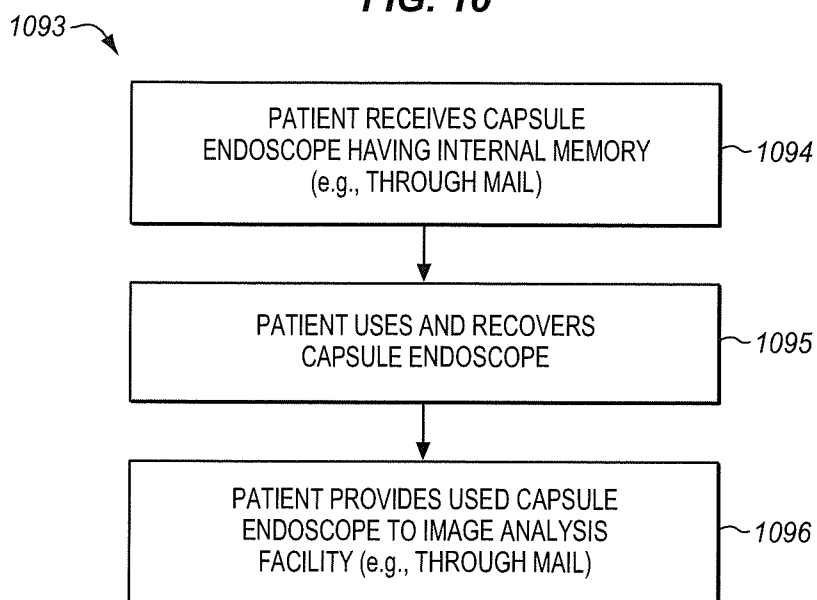 FIG. 10
1093
PATIENT RECEIVES CAPSULE
ENDOSCOPE HAVING INTERNAL MEMORY
(e.g., THROUGH MAIL)
1094
PATIENT USES AND RECOVERS
CAPSULE ENDOSCOPE
1095
PATIENT PROVIDES USED CAPSULE
ENDOSCOPE TO IMAGE ANALYSIS
FACILITY (e.g., THROUGH MAIL)
1096